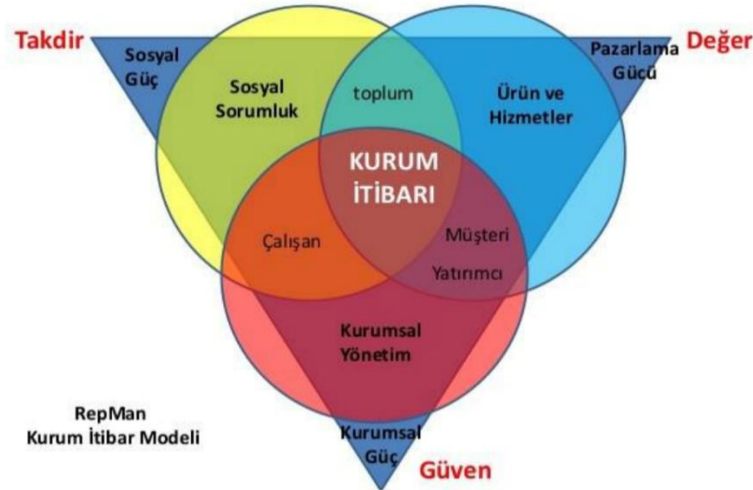 Takdir
Sosyal
Güç
Sosyal
Sorumluk
toplum
Ürün ve
Hizmetler
Pazarlama
Gücü
Değer
KURUM
İTİBARI
Çalışan
Müşteri
Yatırımcı
Kurumsal
Yönetim
RepMan
Kurum İtibar Modeli
Kurumsal
Güç
Güven